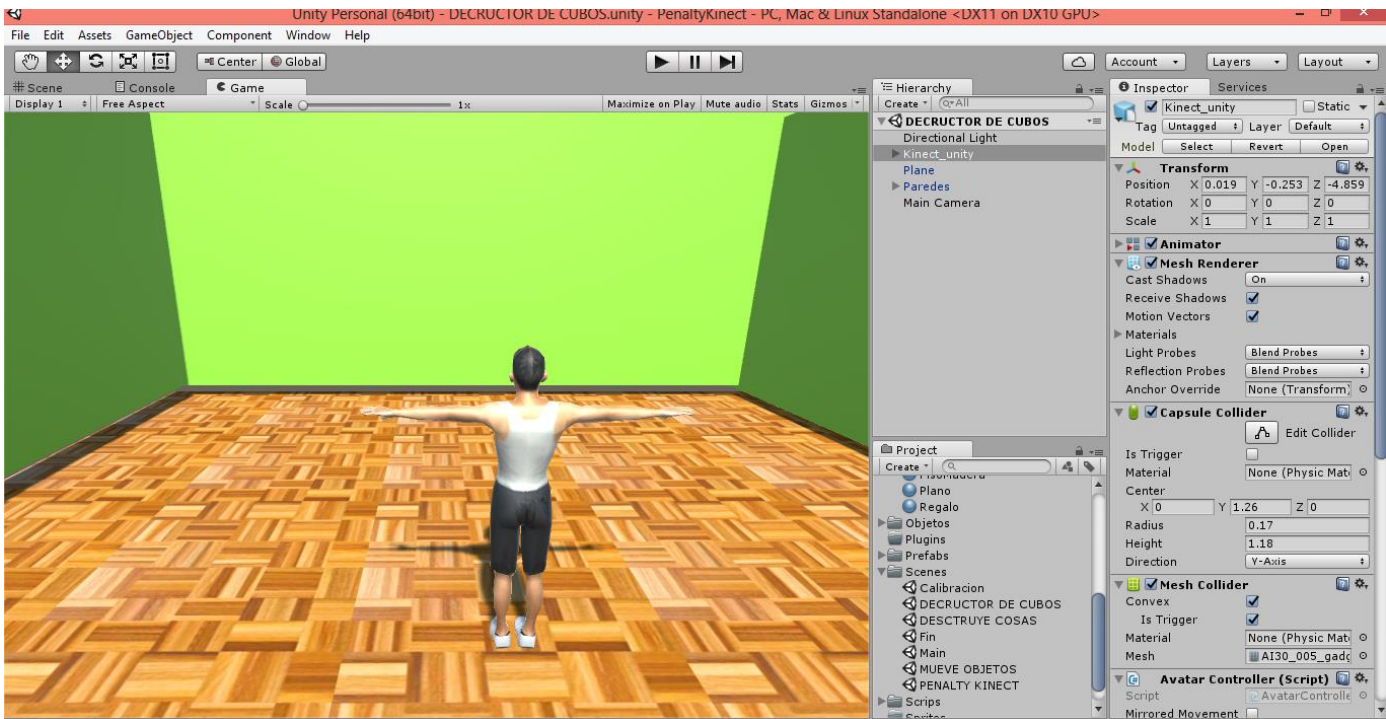 Unity Personal (64bit) - DECRUCTOR DE CUBOS.unity - PenaltyKinect - PC, Mac & Linux Standalone <DX11 on DX10 GPU>
File Edit Assets GameObject Component Window Help
Center Global Account Layers Layout
Scene Console Game
Display 1 Free Aspect Scale 1x Maximize on Play Mute audio Stats Gizmos
Hierarchy
Create All
DECRUCTOR DE CUBOS
Directional Light
Kinect_unity
Plane
Paredes
Main Camera
Project
Create
PisoMadera
Plano
Regalo
Objetos
Plugins
Prefabs
Scenes
Calibracion
DECRUCTOR DE CUBOS
DESCTRUYE COSAS
Fin
Main
MUEVE OBJETOS
PENALTY KINECT
Scrips
Inspector Services
Kinect_unity Static
Tag Untagged Layer Default
Model Select Revert Open
Transform
Position X 0.019 Y -0.253 Z -4.859
Rotation X 0 Y 0 Z 0
Scale X 1 Y 1 Z 1
Animator
Mesh Renderer
Cast Shadows On
Receive Shadows
Motion Vectors
Materials
Light Probes Blend Probes
Reflection Probes Blend Probes
Anchor Override None (Transform)
Capsule Collider
Edit Collider
Is Trigger
Material None (Physic Mat
Center
X 0 Y 1.26 Z 0
Radius 0.17
Height 1.18
Direction Y-Axis
Mesh Collider
Convex
Is Trigger
Material None (Physic Mat
Mesh AI30_005_gadg
Avatar Controller (Script)
Script AvatarControlle
Mirrored Movement